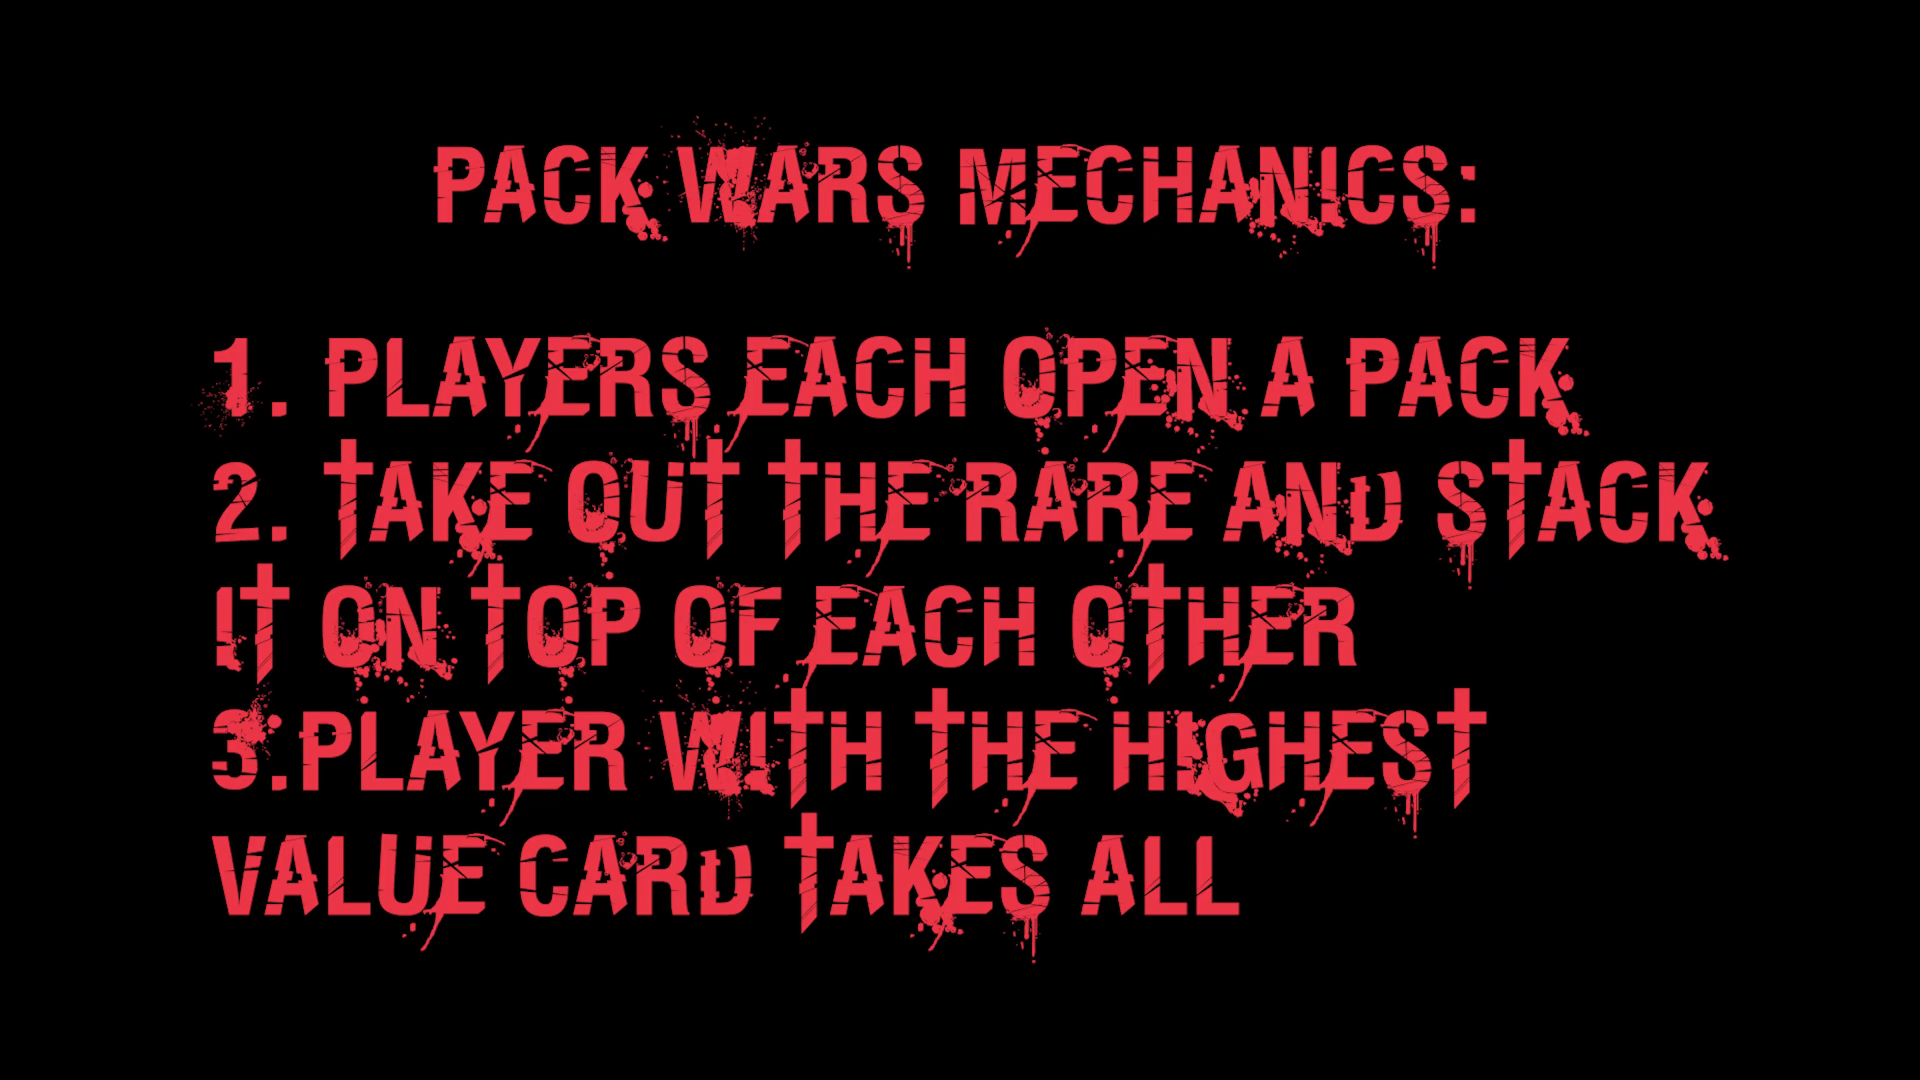 PACK WARS MECHANICS:
1. PLAYERS EACH OPEN A PACK
2. TAKE OUT THE RARE AND STACK
IT ON TOP OF EACH OTHER
3.PLAYER WITH THE HIGHEST
VALUE CARD TAKES ALL